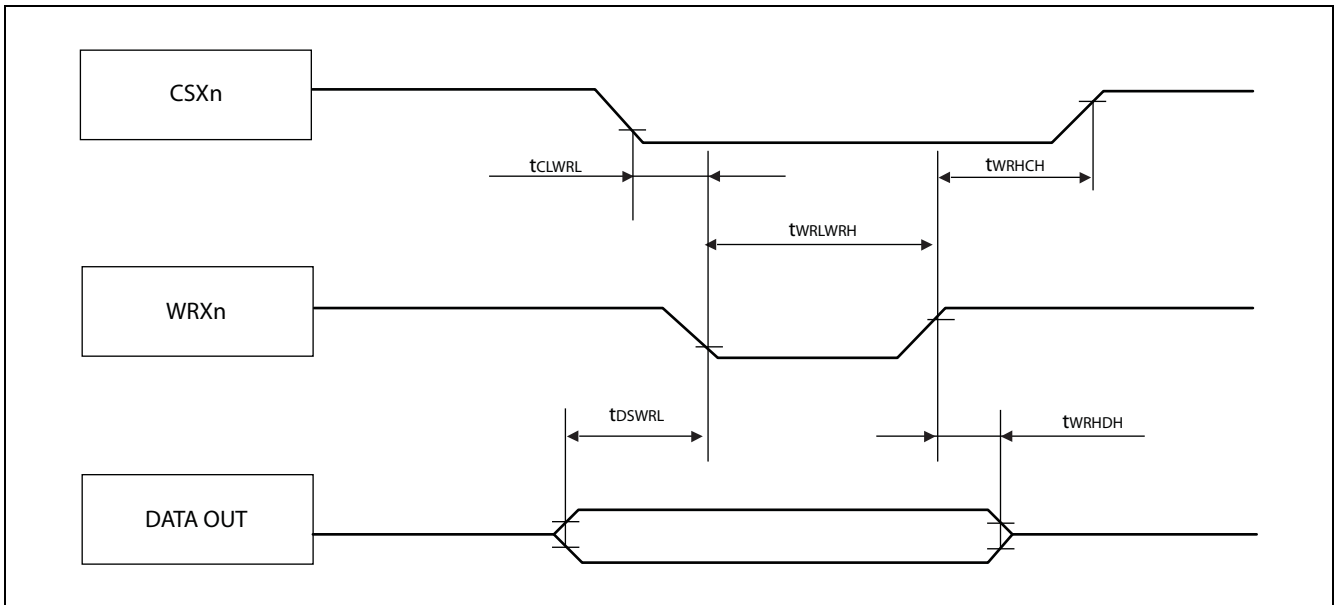 CSXn
tCLWRL
tWRHCH
tWRLWRH
WRXn
tDSWRL
tWRHDH
DATA OUT